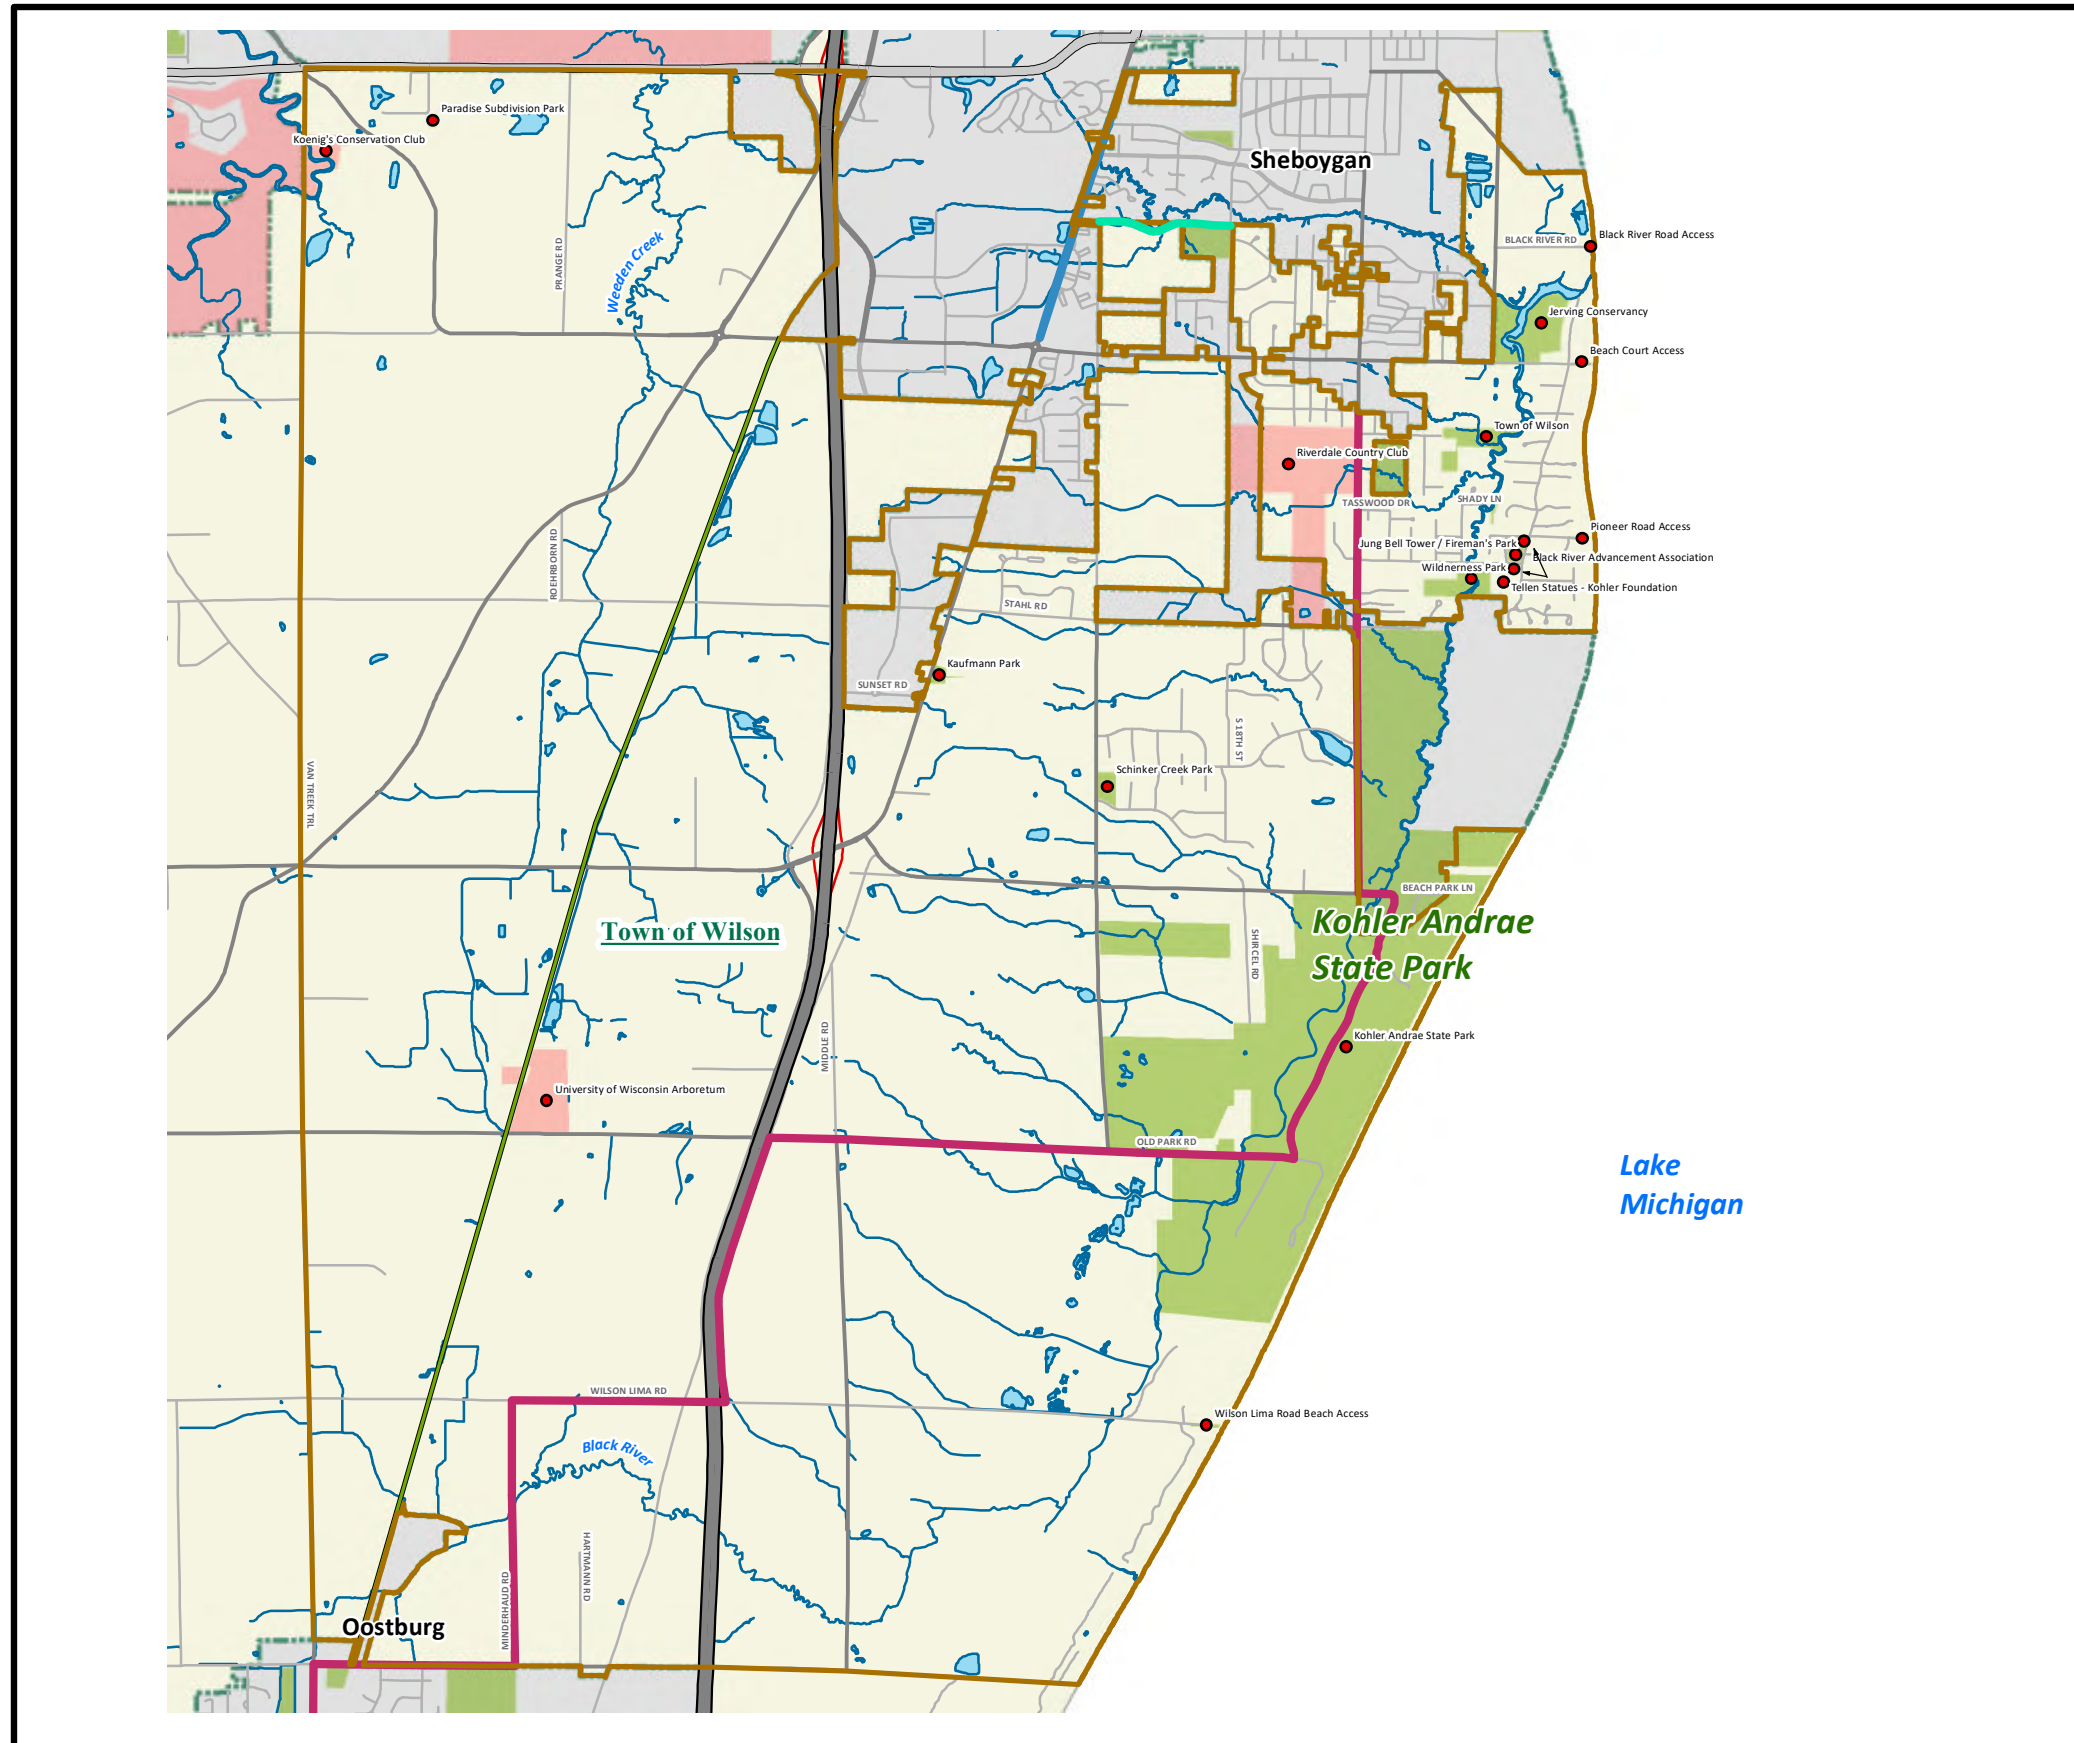 Paradise Subdivision Park
Koenig's Conservation Club
Sheboygan
PRANGE RD
Weeden Creek
BLACK RIVER RD
Black River Road Access
Jerving Conservancy
Beach Court Access
Town of Wilson
Riverdale Country Club
TASSWOOD DR
SHADY LN
Pioneer Road Access
Jung Bell Tower / Fireman's Park
Black River Advancement Association
Wildnerness Park
Tellen Statues - Kohler Foundation
ROEHRBORN RD
STAHL RD
Kaufmann Park
SUNSET RD
S 18TH ST
Schinker Creek Park
VAN TREEK TRL
BEACH PARK LN
Kohler Andrae
State Park
Town of Wilson
SHIRCEL RD
MIDDLE RD
Kohler Andrae State Park
University of Wisconsin Arboretum
OLD PARK RD
Lake
Michigan
WILSON LIMA RD
Wilson Lima Road Beach Access
Black River
HARTMANN RD
MINDERHAUD RD
Oostburg